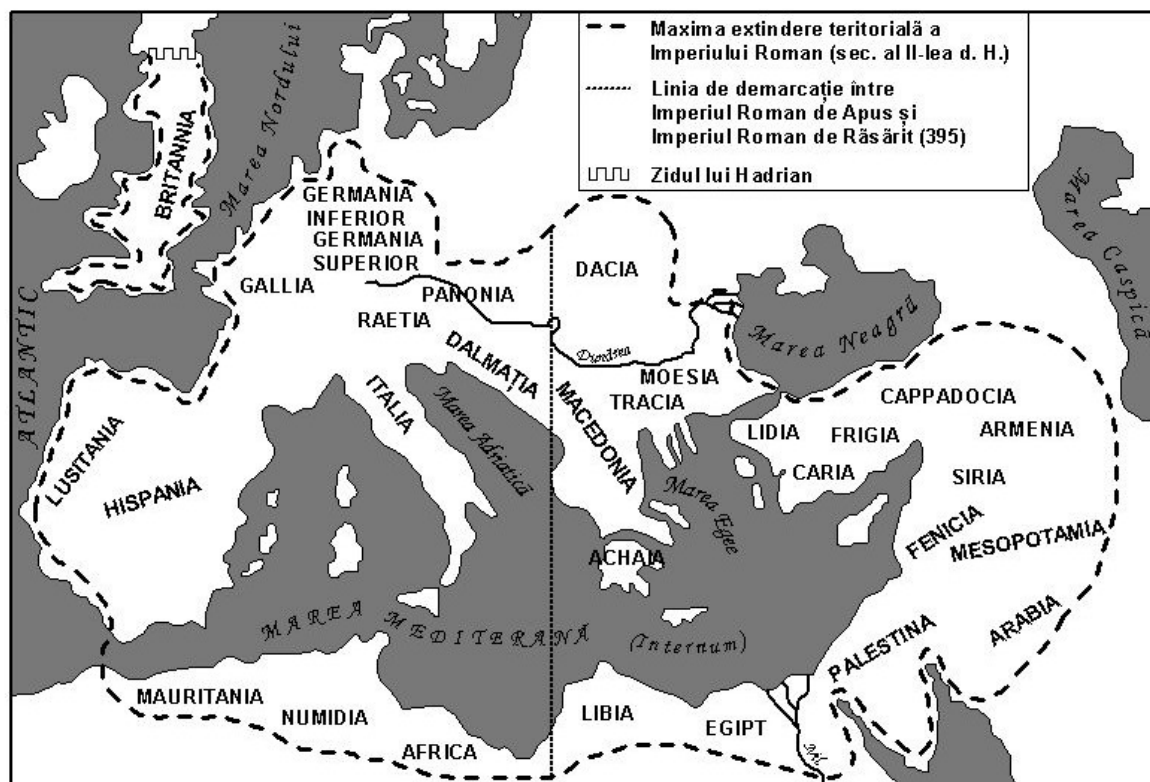 Maxima extindere teritorială a
Imperiului Roman (sec. al II-lea d. H.)
Linia de demarcație între
Imperiul Roman de Apus și
Imperiul Roman de Răsărit (395)
Zidul lui Hadrian
BRITANNIA
Marea Nordului
ATLANTIC
GERMANIA
INFERIOR
GERMANIA
SUPERIOR
GALLIA
PANONIA
RAETIA
DACIA
Dunărea
Marea Neagră
Marea Caspică
DALMAȚIA
MOESIA
TRACIA
MACEDONIA
ITALIA
Marea Adriatică
LUSITANIA
HISPANIA
CAPPADOCIA
LIDIA
FRIGIA
ARMENIA
CARIA
SIRIA
Marea Egee
FENICIA
MESOPOTAMIA
ACHAIA
MAREA MEDITERANĂ (Internum)
PALESTINA
ARABIA
MAURITANIA
NUMIDIA
AFRICA
LIBIA
EGIPT
Nil